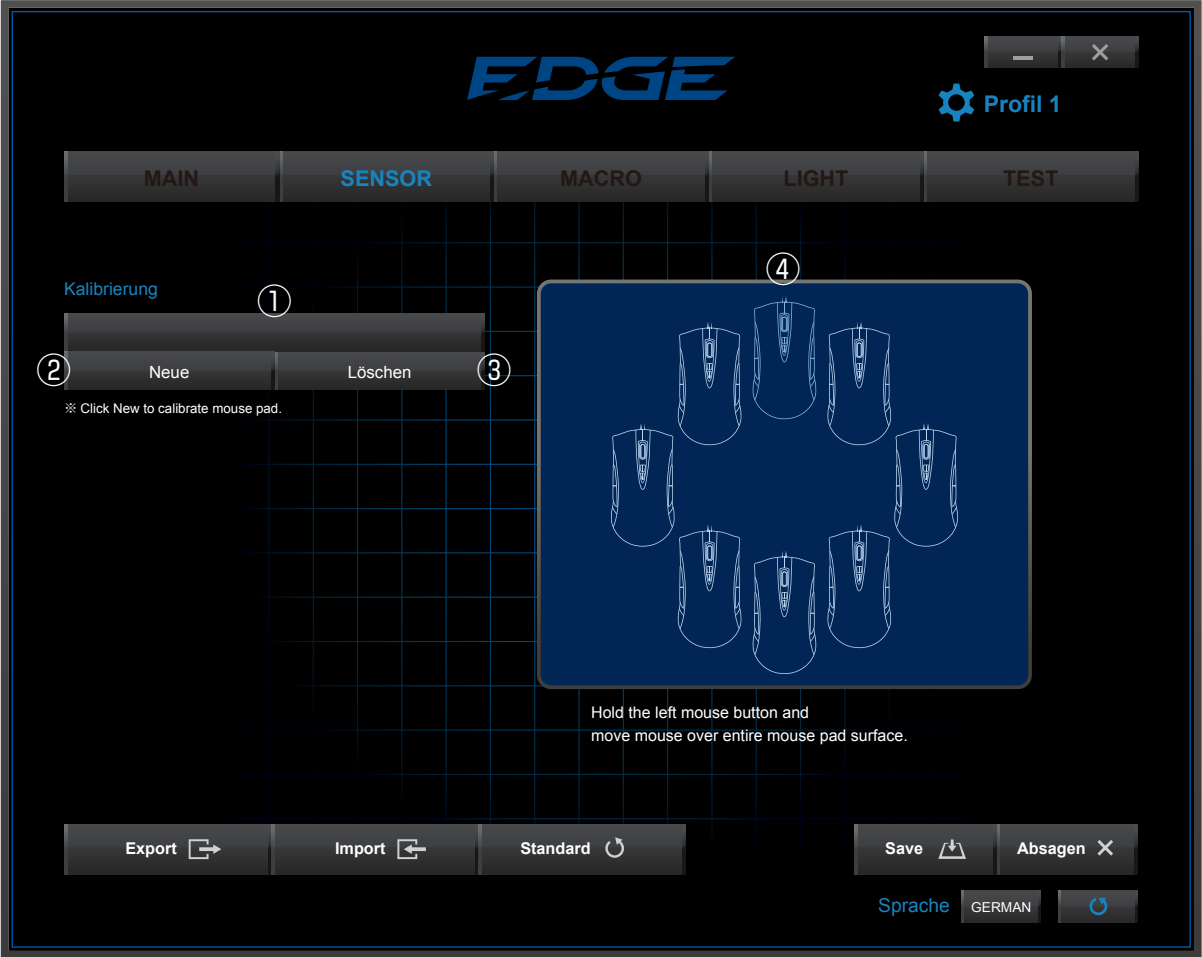 EDGE
Profil 1
MAIN SENSOR MACRO LIGHT TEST
④
Kalibrierung
①
② Neue Löschen ③
※ Click New to calibrate mouse pad.
Hold the left mouse button and
move mouse over entire mouse pad surface.
Export Import Standard Save Absagen
Sprache GERMAN